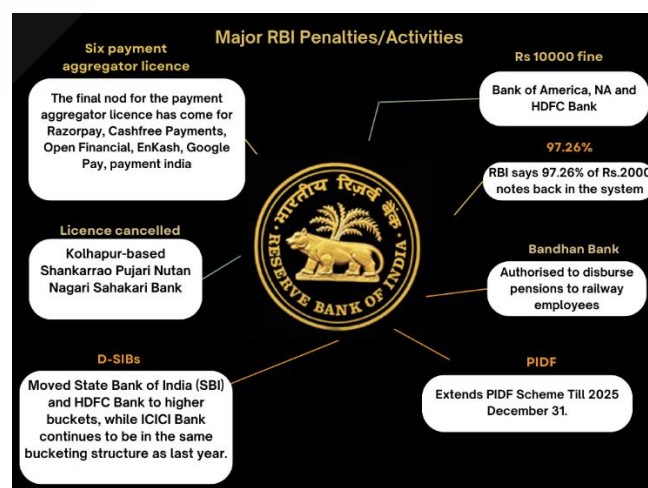 Major RBI Penalties/Activities
Six payment
aggregator licence
The final nod for the payment
aggregator licence has come for
Razorpay, Cashfree Payments,
Open Financial, EnKash, Google
Pay, payment india
Licence cancelled
Kolhapur-based
Shankarrao Pujari Nutan
Nagari Sahakari Bank
D-SIBs
Moved State Bank of India (SBI)
and HDFC Bank to higher
buckets, while ICICI Bank
continues to be in the same
bucketing structure as last year.
भारतीय रिज़र्व बैंक
RESERVE BANK OF INDIA
Rs 10000 fine
Bank of America, NA and
HDFC Bank
97.26%
RBI says 97.26% of Rs.2000
notes back in the system
Bandhan Bank
Authorised to disburse
pensions to railway
employees
PIDF
Extends PIDF Scheme Till 2025
December 31.